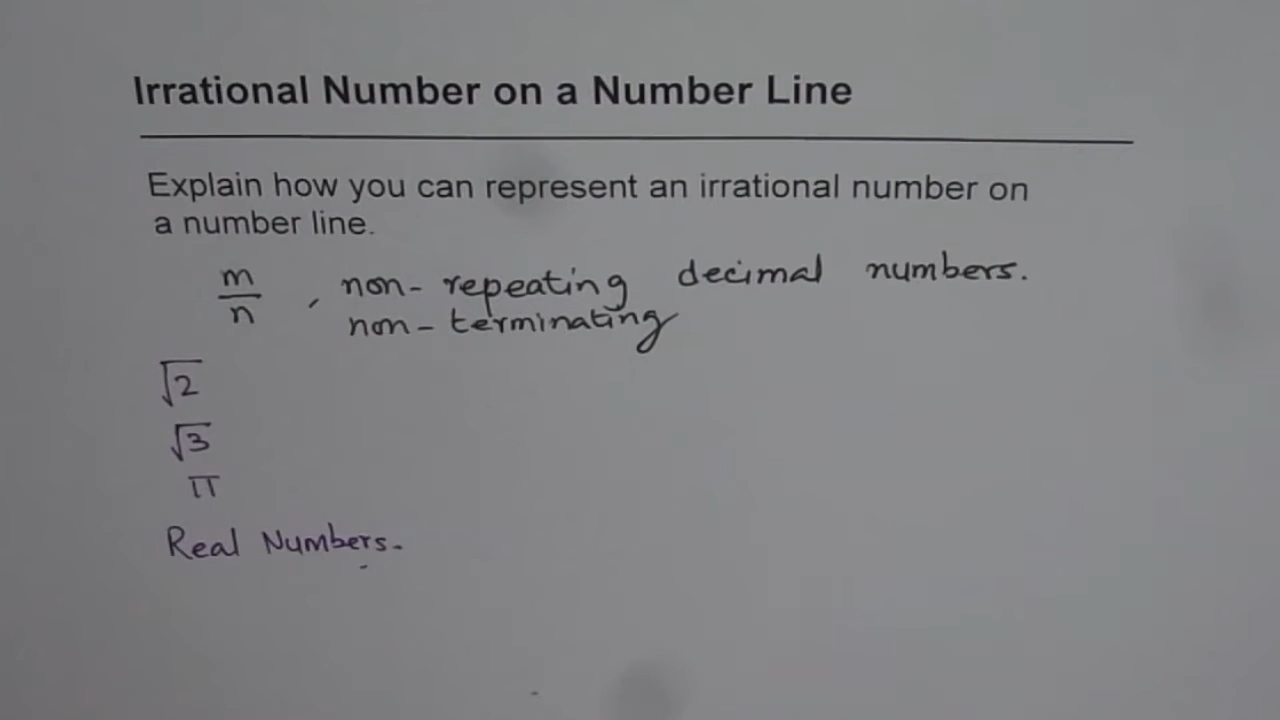 Irrational Number on a Number Line
Explain how you can represent an irrational number on
a number line.
m/n , non-repeating decimal numbers.
non-terminating
√2
√3
π
Real Numbers.